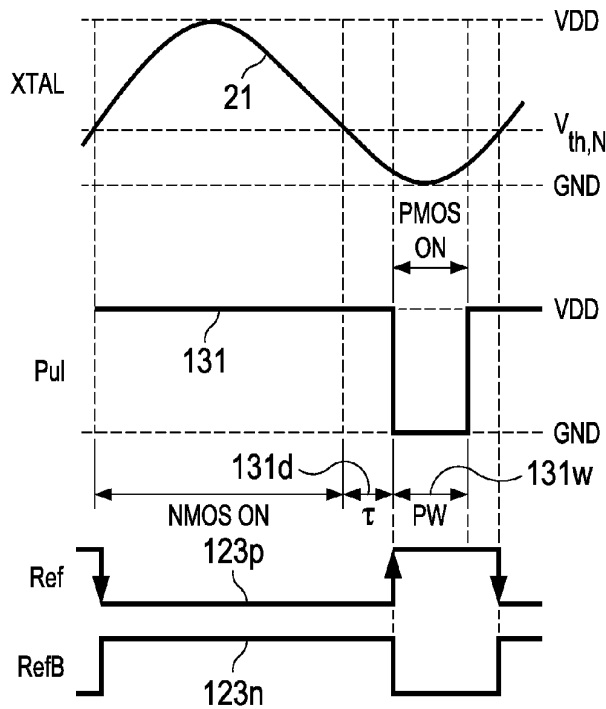 VDD
XTAL
21
V th,N
GND
PMOS
ON
VDD
131
Pul
GND
131d
131w
NMOS ON
τ
PW
123p
Ref
RefB
123n